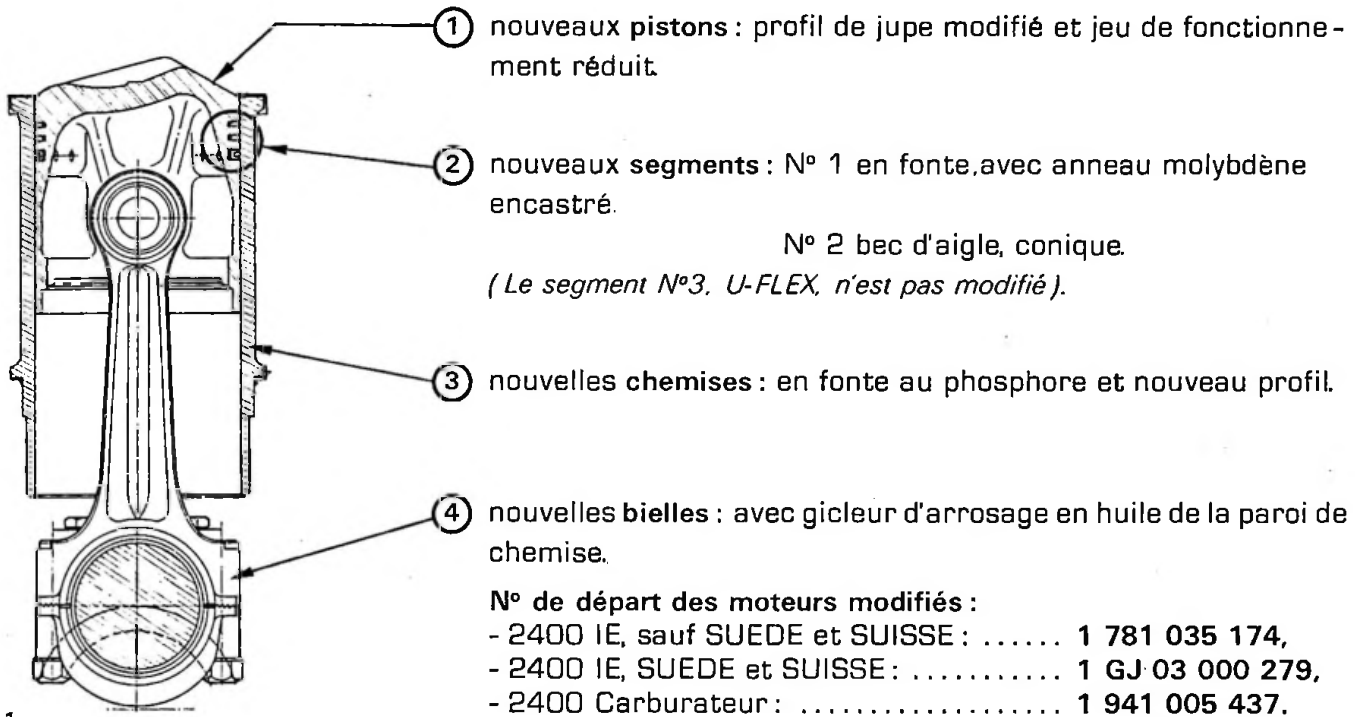 1 nouveaux pistons : profil de jupe modifié et jeu de fonctionne-
ment réduit.
2 nouveaux segments : Nº 1 en fonte, avec anneau molybdène
encastré.
Nº 2 bec d'aigle, conique.
( Le segment Nº3, U-FLEX, n'est pas modifié ).
3 nouvelles chemises : en fonte au phosphore et nouveau profil.
4 nouvelles bielles : avec gicleur d'arrosage en huile de la paroi de
chemise.
Nº de départ des moteurs modifiés :
- 2400 IE, sauf SUEDE et SUISSE : ...... 1 781 035 174,
- 2400 IE, SUEDE et SUISSE : ........... 1 GJ 03 000 279,
- 2400 Carburateur : ................... 1 941 005 437.